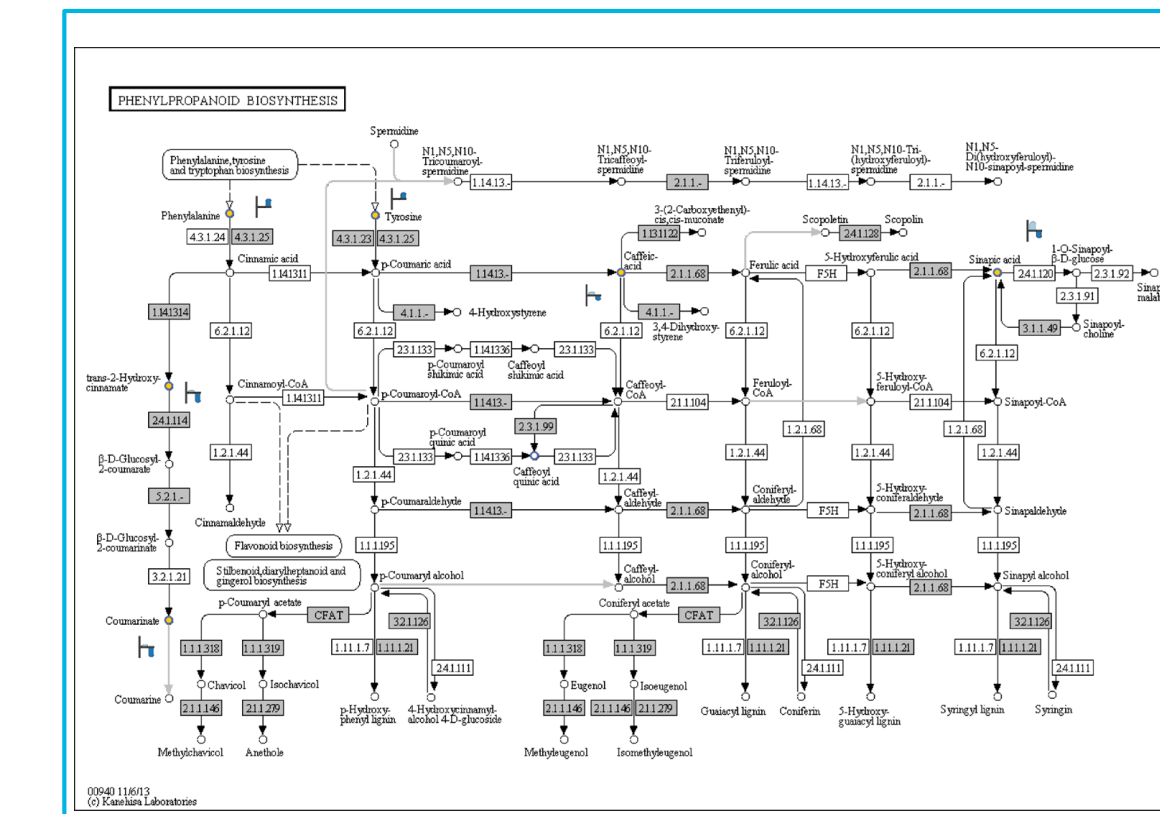 PHENYLPROPANOID BIOSYNTHESIS
Spermidine
Phenylalanine,tyrosine
and tryptophan biosynthesis
N1,N5,N10-
Tricoumaroyl-
spermidine
1.14.13.-
N1,N5,N10-
Tricaffeoyl-
spermidine
2.1.1.-
N1,N5,N10-
Triferuloyl-
spermidine
1.14.13.-
N1,N5,N10-Tri-
(hydroxyferuloyl)-
spermidine
2.1.1.-
N1,N5-
Di(hydroxyferuloyl)-
N10-sinapoyl-spermidine
Phenylalanine
Tyrosine
3-(2-Carboxyethenyl)-
cis,cis-muconate
Scopoletin
Scopolin
4.3.1.24
4.3.1.25
4.3.1.23
4.3.1.25
1.13.11.22
2.4.1.128
Cinnamic acid
1.14.13.11
p-Coumaric acid
1.14.13.-
Caffeic
acid
2.1.1.68
Ferulic acid
F5H
5-Hydroxyferulic acid
2.1.1.68
Sinapic acid
2.4.1.120
1-O-Sinapoyl-
β-D-glucose
2.3.1.92
2.3.1.91
3.1.1.49
Sinapoyl-
choline
1.14.13.14
4.1.1.-
4-Hydroxystyrene
4.1.1.-
3,4-Dihydroxy-
styrene
6.2.1.12
6.2.1.12
6.2.1.12
6.2.1.12
6.2.1.12
6.2.1.12
2.3.1.133
p-Coumaroyl
shikimic acid
1.14.13.36
Caffeoyl
shikimic acid
2.3.1.133
trans-2-Hydroxy-
cinnamate
Cinnamoyl-CoA
1.14.13.11
p-Coumaroyl-CoA
1.14.13.-
Caffeoyl-
CoA
2.1.1.104
Feruloyl-
CoA
5-Hydroxy-
feruloyl-CoA
2.1.1.104
Sinapoyl-CoA
2.4.1.114
2.3.1.99
1.2.1.68
1.2.1.68
β-D-Glucosyl-
2-coumarate
1.2.1.44
p-Coumaroyl
quinic acid
2.3.1.133
1.14.13.36
Caffeoyl
quinic acid
2.3.1.133
1.2.1.44
1.2.1.44
1.2.1.44
1.2.1.44
1.2.1.44
5.2.1.-
Cinnamaldehyde
p-Coumaraldehyde
1.14.13.-
Caffeyl-
aldehyde
2.1.1.68
Coniferyl-
aldehyde
F5H
5-Hydroxy-
coniferaldehyde
2.1.1.68
Sinapaldehyde
β-D-Glucosyl-
2-coumarinate
Flavonoid biosynthesis
1.1.1.195
1.1.1.195
1.1.1.195
1.1.1.195
1.1.1.195
3.2.1.21
Stilbenoid,diarylheptanoid and
gingerol biosynthesis
p-Coumaryl alcohol
Caffeyl-
alcohol
2.1.1.68
Coniferyl-
alcohol
F5H
5-Hydroxy-
coniferyl alcohol
2.1.1.68
Sinapyl alcohol
Coumarinate
p-Coumaryl acetate
CFAT
3.2.1.126
Coniferyl acetate
CFAT
3.2.1.126
3.2.1.126
1.1.1.318
1.1.1.319
1.11.1.7
1.11.1.21
2.4.1.111
1.1.1.318
1.1.1.319
1.11.1.7
1.11.1.21
2.4.1.111
1.11.1.21
1.11.1.7
1.11.1.21
2.4.1.111
Coumarine
Chavicol
Isochavicol
Eugenol
Isoeugenol
2.1.1.146
2.1.1.279
p-Hydroxy-
phenyl lignin
4-Hydroxycinnamyl-
alcohol 4-D-glucoside
2.1.1.146
2.1.1.146
2.1.1.279
Guaiacyl lignin
Coniferin
5-Hydroxy-
guaiacyl lignin
Syringyl lignin
Syringin
Methylchavicol
Anethole
Methyleugenol
Isomethyleugenol
00940 11/6/13
(c) Kanehisa Laboratories